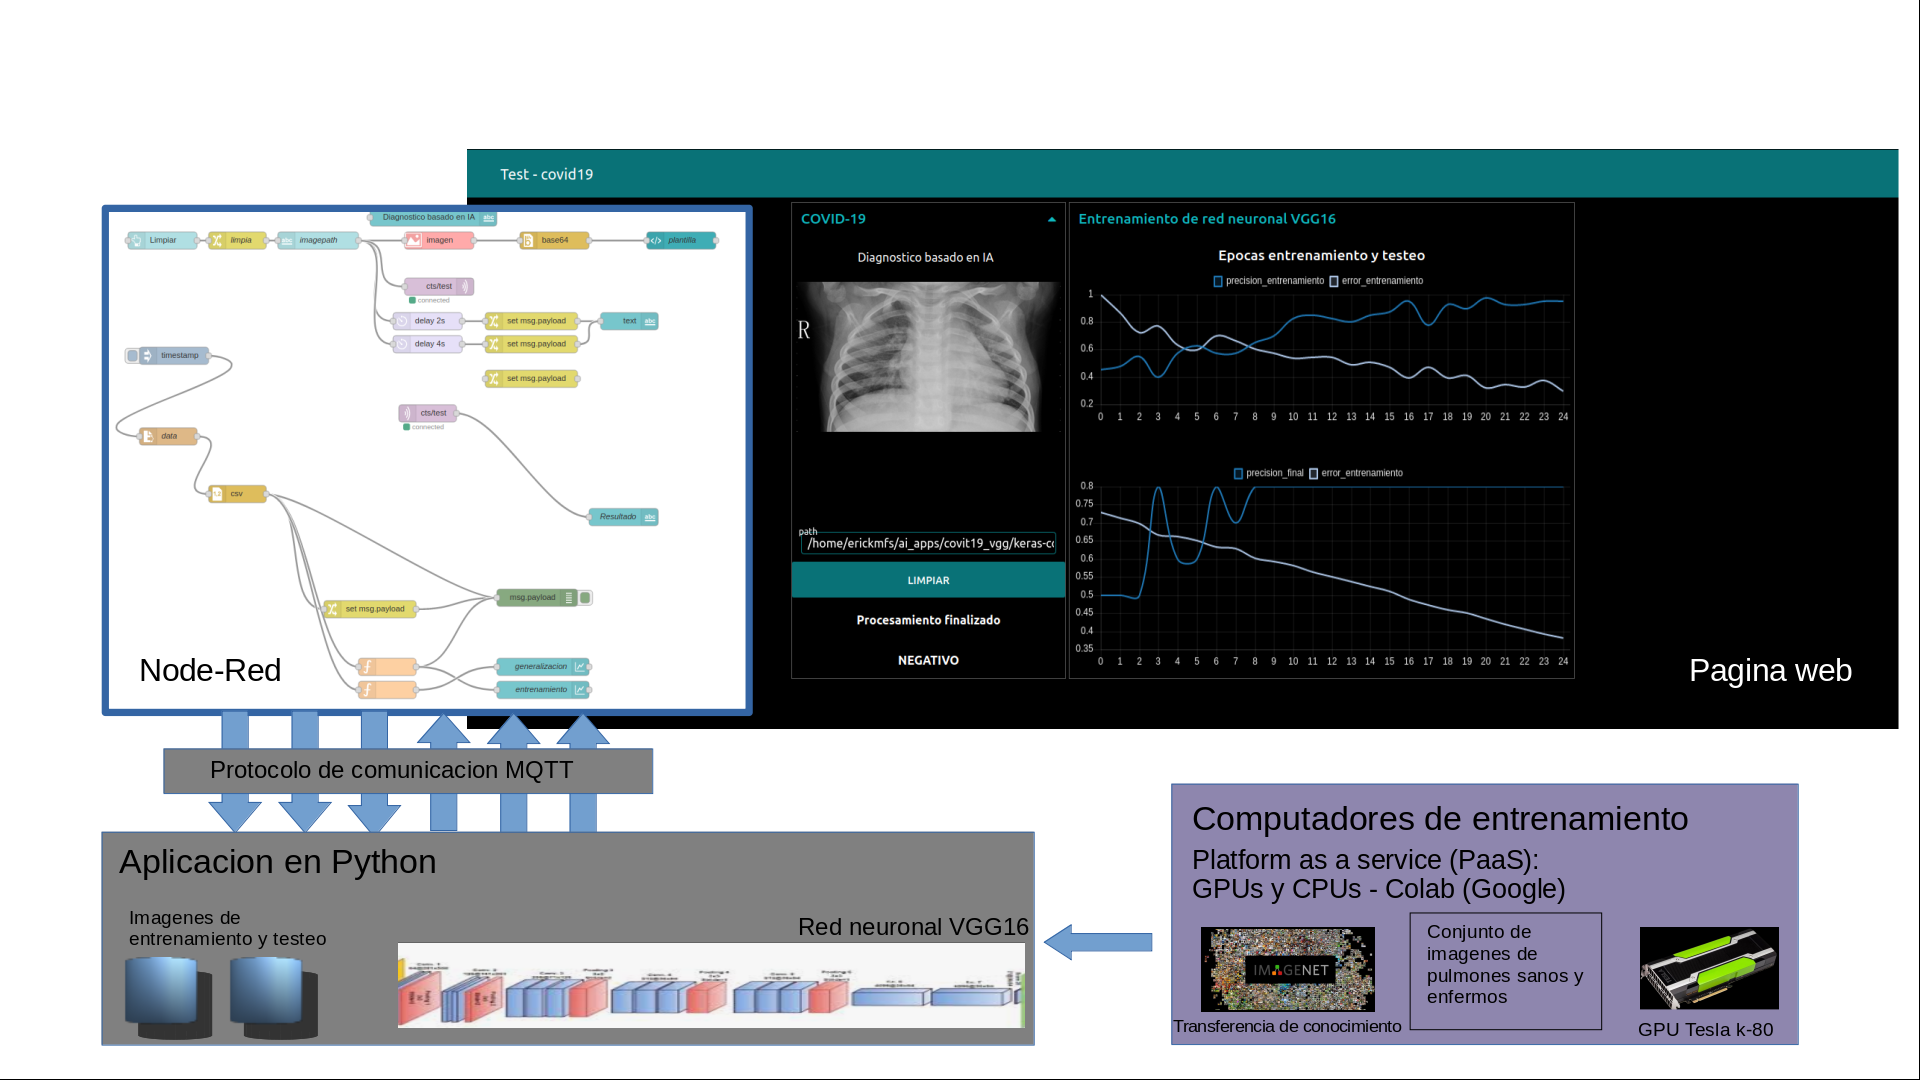 Test - covid19
Diagnostico basado en IA
abc
Limpiar
limpia
abc
imagepath
imagen
base64
plantilla
cts/test
connected
delay 2s
set msg.payload
text
abc
delay 4s
set msg.payload
timestamp
set msg.payload
cts/test
connected
data
csv
Resultado
abc
set msg.payload
msg.payload
generalizacion
entrenamiento
Node-Red
COVID-19
Diagnostico basado en IA
R
path
/home/erickmfs/ai_apps/covit19_vgg/keras-co
LIMPIAR
Procesamiento finalizado
NEGATIVO
Entrenamiento de red neuronal VGG16
Epocas entrenamiento y testeo
precision_entrenamiento error_entrenamiento
1
0.8
0.6
0.4
0.2
0 1 2 3 4 5 6 7 8 9 10 11 12 13 14 15 16 17 18 19 20 21 22 23 24
precision_final error_entrenamiento
0.8
0.75
0.7
0.65
0.6
0.55
0.5
0.45
0.4
0.35
0 1 2 3 4 5 6 7 8 9 10 11 12 13 14 15 16 17 18 19 20 21 22 23 24
Pagina web
Protocolo de comunicacion MQTT
Aplicacion en Python
Imagenes de
entrenamiento y testeo
Red neuronal VGG16
Computadores de entrenamiento
Platform as a service (PaaS):
GPUs y CPUs - Colab (Google)
IMAGENET
Transferencia de conocimiento
Conjunto de
imagenes de
pulmones sanos y
enfermos
GPU Tesla k-80